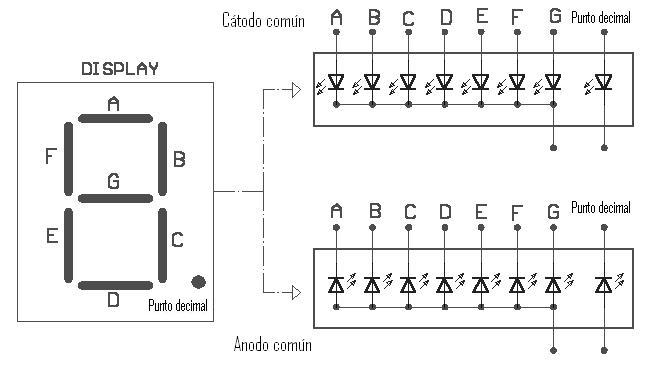 Cátodo común
A B C D E F G Punto decimal
DISPLAY
A
F
B
G
E
C
D
Punto decimal
A B C D E F G Punto decimal
Anodo común